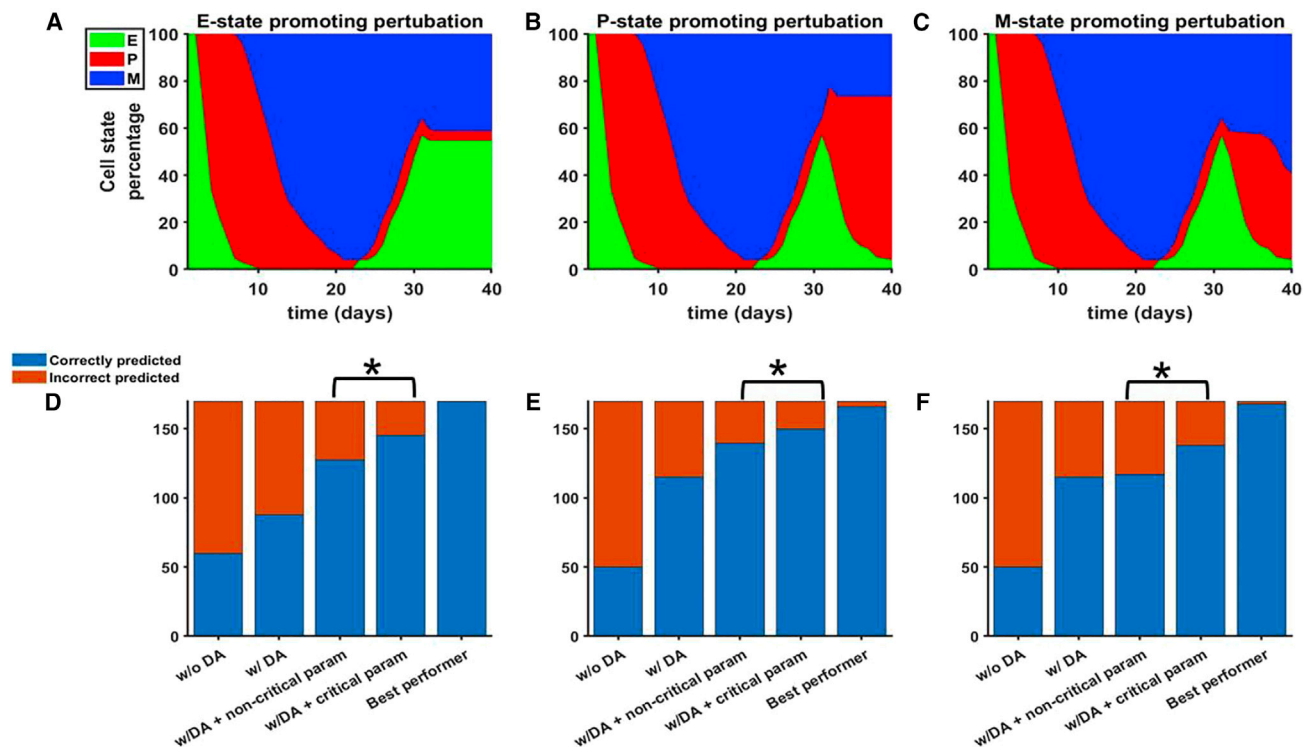 A E-state promoting pertubation
B P-state promoting pertubation
C M-state promoting pertubation
E
P
M
Cell state
percentage
100
80
60
40
20
0
10 20 30 40
time (days)
100
80
60
40
20
0
10 20 30 40
time (days)
100
80
60
40
20
0
10 20 30 40
time (days)
Correctly predicted
Incorrect predicted
D
*
150
100
50
0
w/o DA
w/ DA
w/DA + non-critical param
w/DA + critical param
Best performer
E
*
150
100
50
0
w/o DA
w/ DA
w/DA + non-critical param
w/DA + critical param
Best performer
F
*
150
100
50
0
w/o DA
w/ DA
w/DA + non-critical param
w/DA + critical param
Best performer